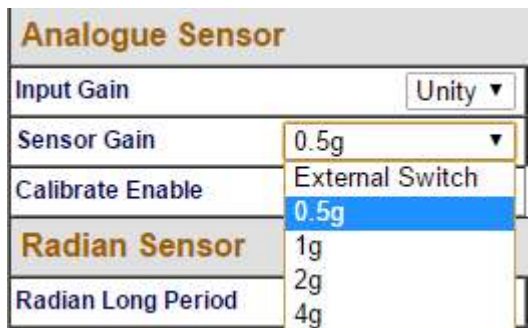 Analogue Sensor
Input Gain Unity
Sensor Gain 0.5g
External Switch
Calibrate Enable
0.5g
Radian Sensor
1g
2g
Radian Long Period
4g